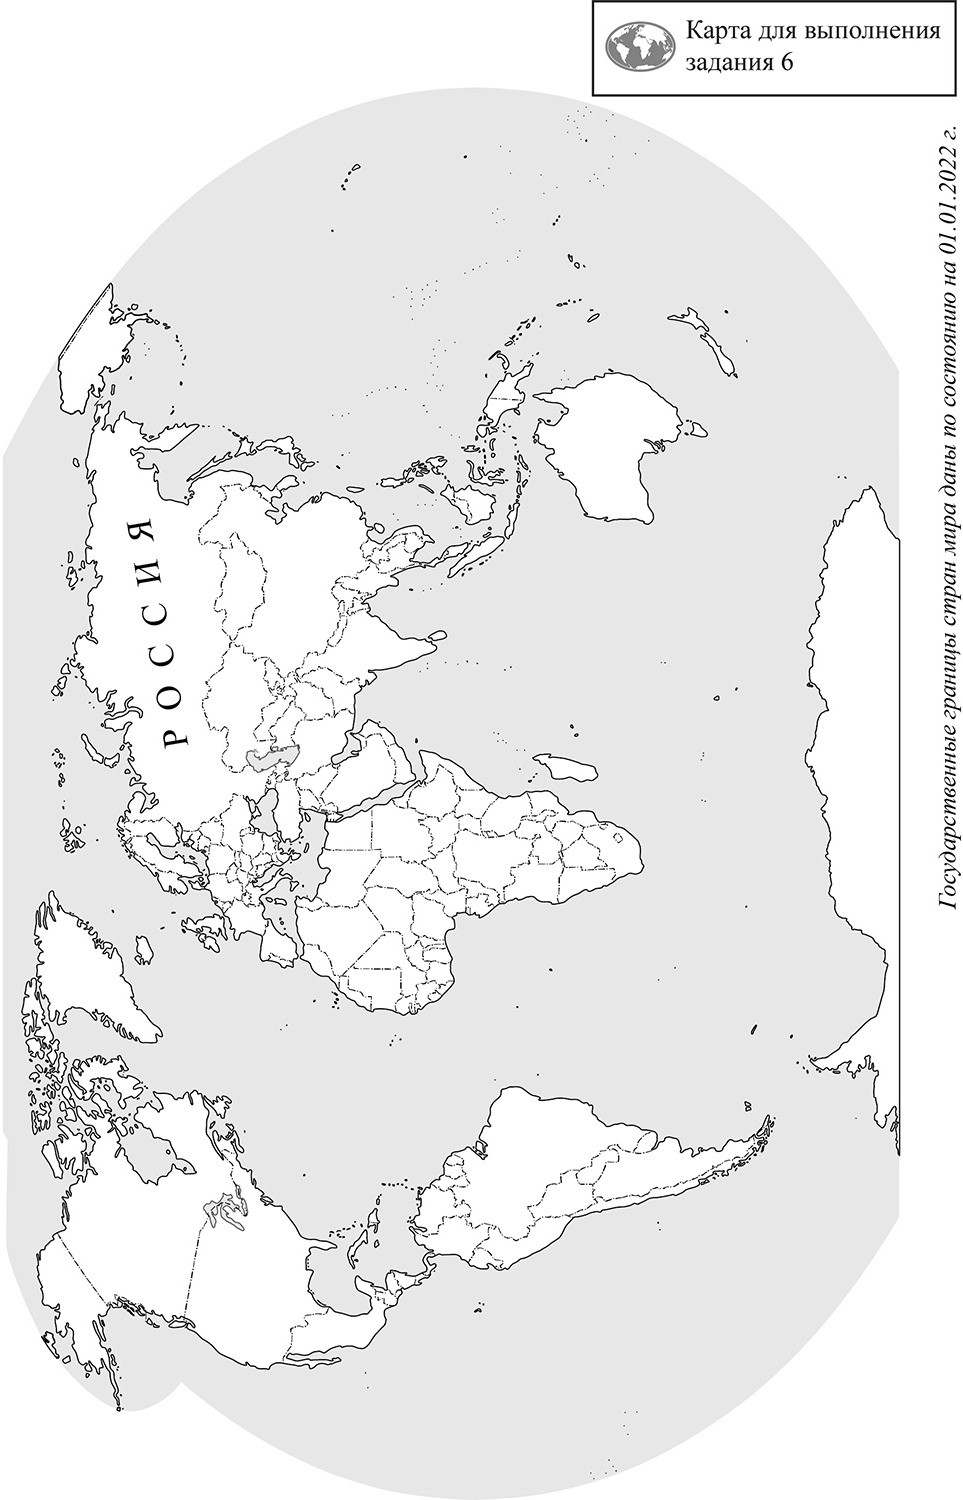 Карта для выполнения
задания 6
Государственные границы стран мира даны по состоянию на 01.01.2022 г.
РОССИЯ